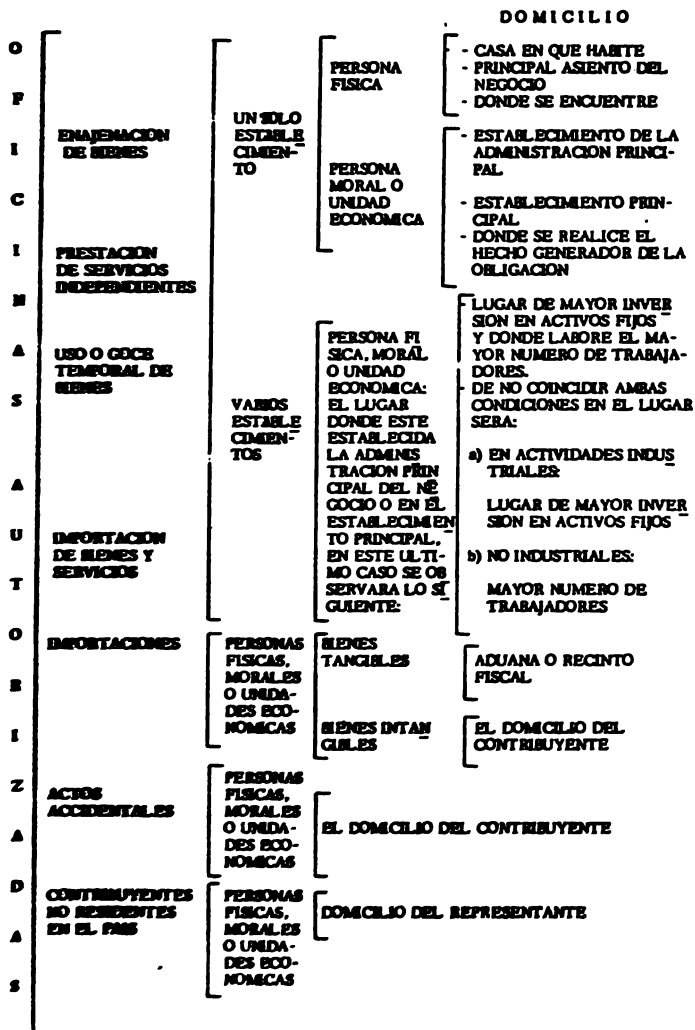 DOMICILIO
OFICINAS AUTORIZADAS
ENAJENACION
DE BIENES
PRESTACION
DE SERVICIOS
INDEPENDIENTES
USO O GOCE
TEMPORAL DE
BIENES
IMPORTACION
DE BIENES Y
SERVICIOS
UN SOLO
ESTABLE
CIMIEN-
TO
PERSONA
FISICA
- CASA EN QUE HABITE
- PRINCIPAL ASIENTO DEL
NEGOCIO
- DONDE SE ENCUENTRE
PERSONA
MORAL O
UNIDAD
ECONOMICA
- ESTABLECIMIENTO DE LA
ADMINISTRACION PRINCI-
PAL
- ESTABLECIMIENTO PRIN-
CIPAL
- DONDE SE REALICE EL
HECHO GENERADOR DE LA
OBLIGACION
VARIOS
ESTABLE
CIMIEN-
TOS
PERSONA FI
SICA, MORAL
O UNIDAD
ECONOMICA:
EL LUGAR
DONDE ESTE
ESTABLECIDA
LA ADMINIS
TRACION PRIN
CIPAL DEL NE
GOCIO O EN EL
ESTABLECIMIEN
TO PRINCIPAL,
EN ESTE ULTI-
MO CASO SE OB
SERVARA LO SI
GUIENTE:
- LUGAR DE MAYOR INVER
SION EN ACTIVOS FIJOS
Y DONDE LABORE EL MA-
YOR NUMERO DE TRABAJA-
DORES.
- DE NO COINCIDIR AMBAS
CONDICIONES EN EL LUGAR
SERA:
a) EN ACTIVIDADES INDUS
TRIALES:
LUGAR DE MAYOR INVER
SION EN ACTIVOS FIJOS
b) NO INDUSTRIALES:
MAYOR NUMERO DE
TRABAJADORES
IMPORTACIONES
PERSONAS
FISICAS,
MORALES
O UNIDA-
DES ECO-
NOMICAS
BIENES
TANGIBLES
ADUANA O RECINTO
FISCAL
BIENES INTAN
GIBLES
EL DOMICILIO DEL
CONTRIBUYENTE
ACTOS
ACCIDENTALES
PERSONAS
FISICAS,
MORALES
O UNIDA-
DES ECO-
NOMICAS
EL DOMICILIO DEL CONTRIBUYENTE
CONTRIBUYENTES
NO RESIDENTES
EN EL PAIS
PERSONAS
FISICAS,
MORALES
O UNIDA-
DES ECO-
NOMICAS
DOMICILIO DEL REPRESENTANTE